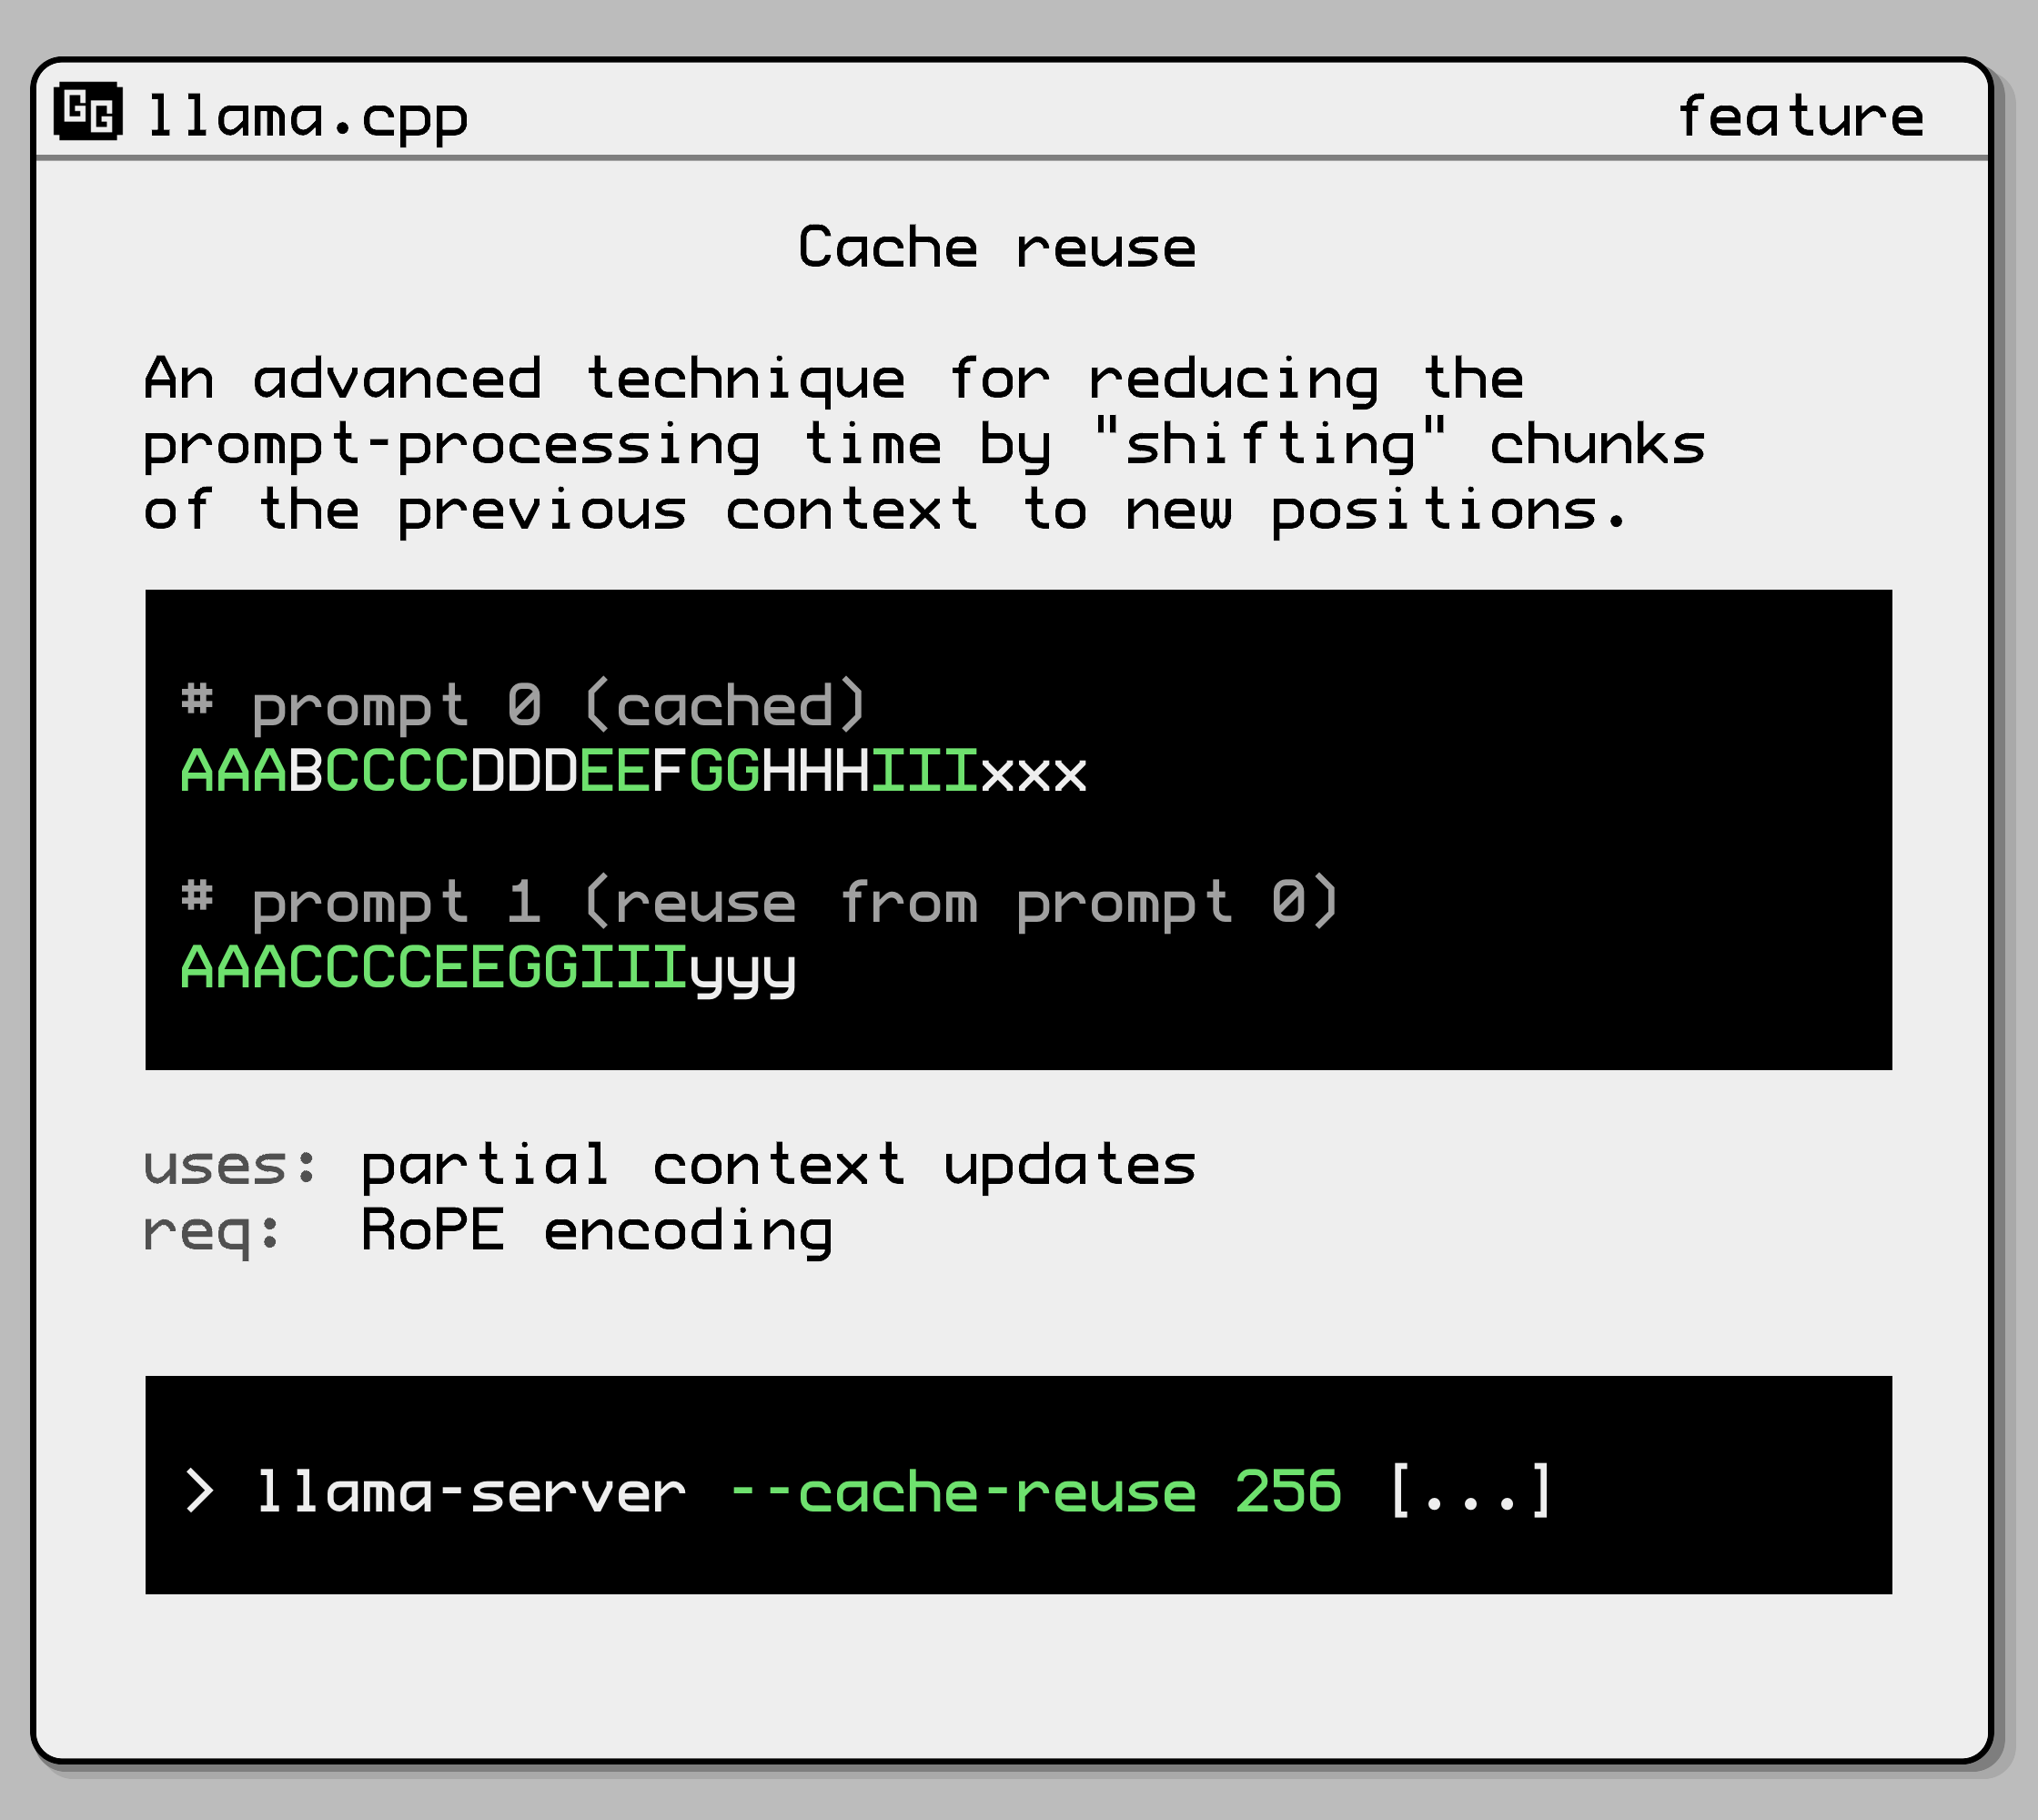 GG llama.cpp feature
Cache reuse
An advanced technique for reducing the
prompt-processing time by "shifting" chunks
of the previous context to new positions.
# prompt 0 (cached)
AAABCCCCDDDEEFGGHHHIIIxxx
# prompt 1 (reuse from prompt 0)
AAACCCCEEGGIIIyyy
uses: partial context updates
req: RoPE encoding
> llama-server --cache-reuse 256 [...]